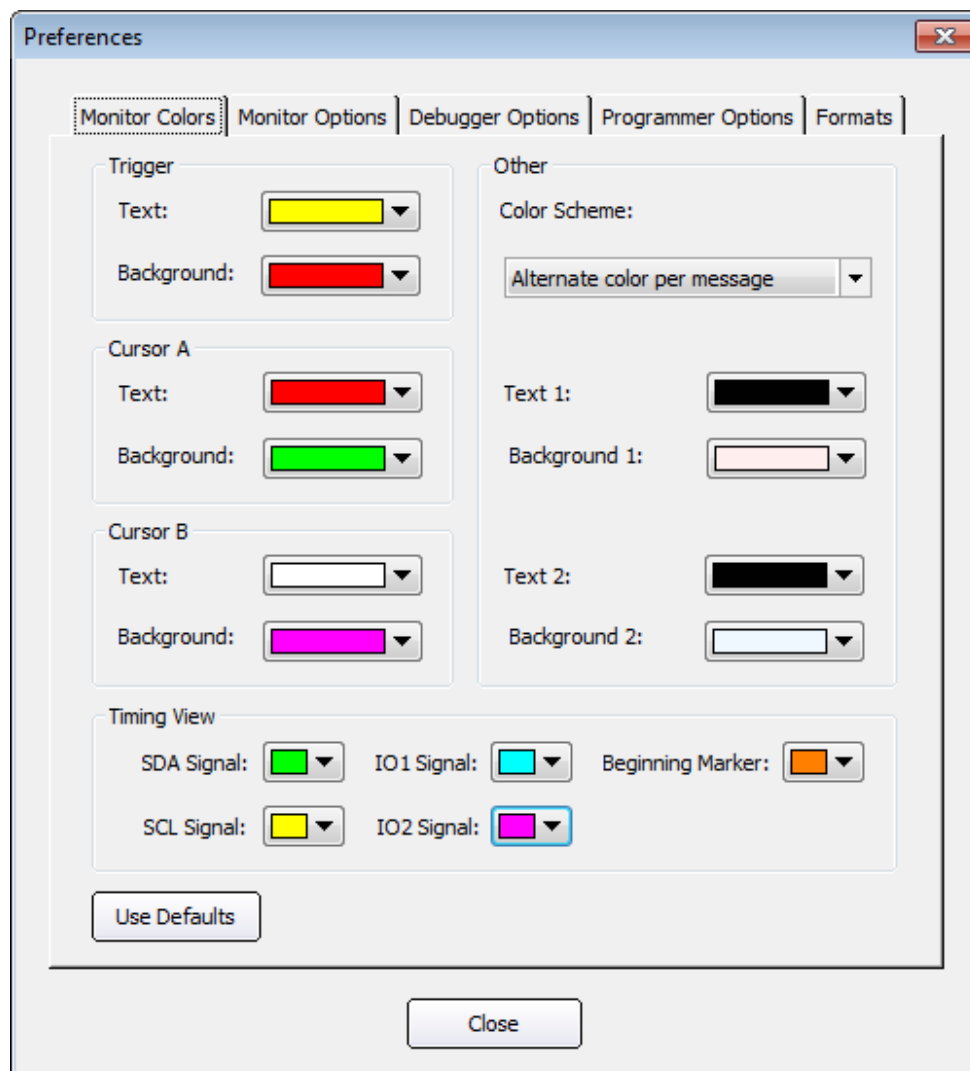 Preferences
Monitor Colors
Monitor Options
Debugger Options
Programmer Options
Formats
Trigger
Text:
Background:
Cursor A
Text:
Background:
Cursor B
Text:
Background:
Other
Color Scheme:
Alternate color per message
Text 1:
Background 1:
Text 2:
Background 2:
Timing View
SDA Signal:
IO1 Signal:
Beginning Marker:
SCL Signal:
IO2 Signal:
Use Defaults
Close